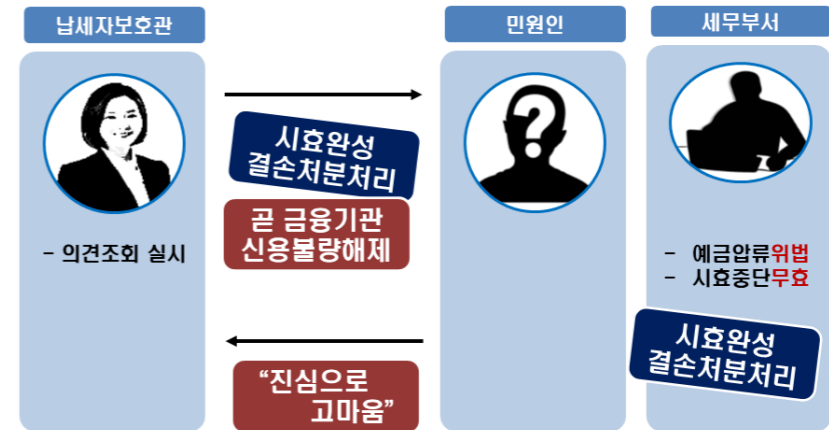 납세자보호관
민원인
세무부서
시효완성
결손처분처리
곧 금융기관
신용불량해제
- 의견조회 실시
- 예금압류위법
- 시효중단무효
시효완성
결손처분처리
“진심으로
고마움”